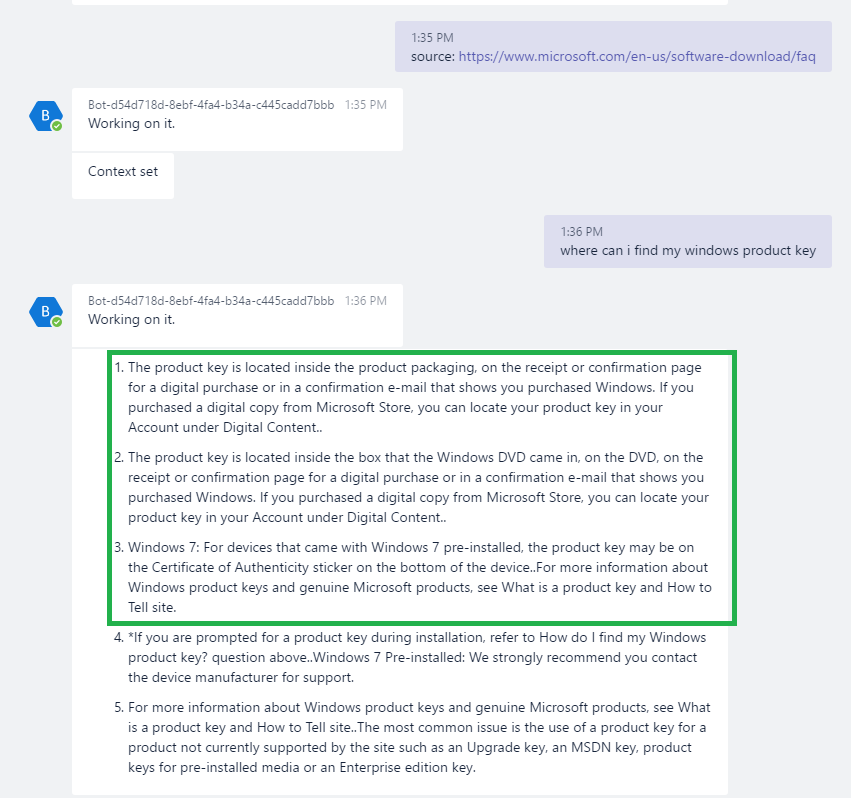 1:35 PM
source: https://www.microsoft.com/en-us/software-download/faq
Bot-d54d718d-8ebf-4fa4-b34a-c445cadd7bbb 1:35 PM
B
Working on it.
Context set
1:36 PM
where can i find my windows product key
Bot-d54d718d-8ebf-4fa4-b34a-c445cadd7bbb 1:36 PM
B
Working on it.
1. The product key is located inside the product packaging, on the receipt or confirmation page
for a digital purchase or in a confirmation e-mail that shows you purchased Windows. If you
purchased a digital copy from Microsoft Store, you can locate your product key in your
Account under Digital Content..
2. The product key is located inside the box that the Windows DVD came in, on the DVD, on the
receipt or confirmation page for a digital purchase or in a confirmation e-mail that shows you
purchased Windows. If you purchased a digital copy from Microsoft Store, you can locate your
product key in your Account under Digital Content..
3. Windows 7: For devices that came with Windows 7 pre-installed, the product key may be on
the Certificate of Authenticity sticker on the bottom of the device..For more information about
Windows product keys and genuine Microsoft products, see What is a product key and How to
Tell site.
4. *If you are prompted for a product key during installation, refer to How do I find my Windows
product key? question above..Windows 7 Pre-installed: We strongly recommend you contact
the device manufacturer for support.
5. For more information about Windows product keys and genuine Microsoft products, see What
is a product key and How to Tell site..The most common issue is the use of a product key for a
product not currently supported by the site such as an Upgrade key, an MSDN key, product
keys for pre-installed media or an Enterprise edition key.